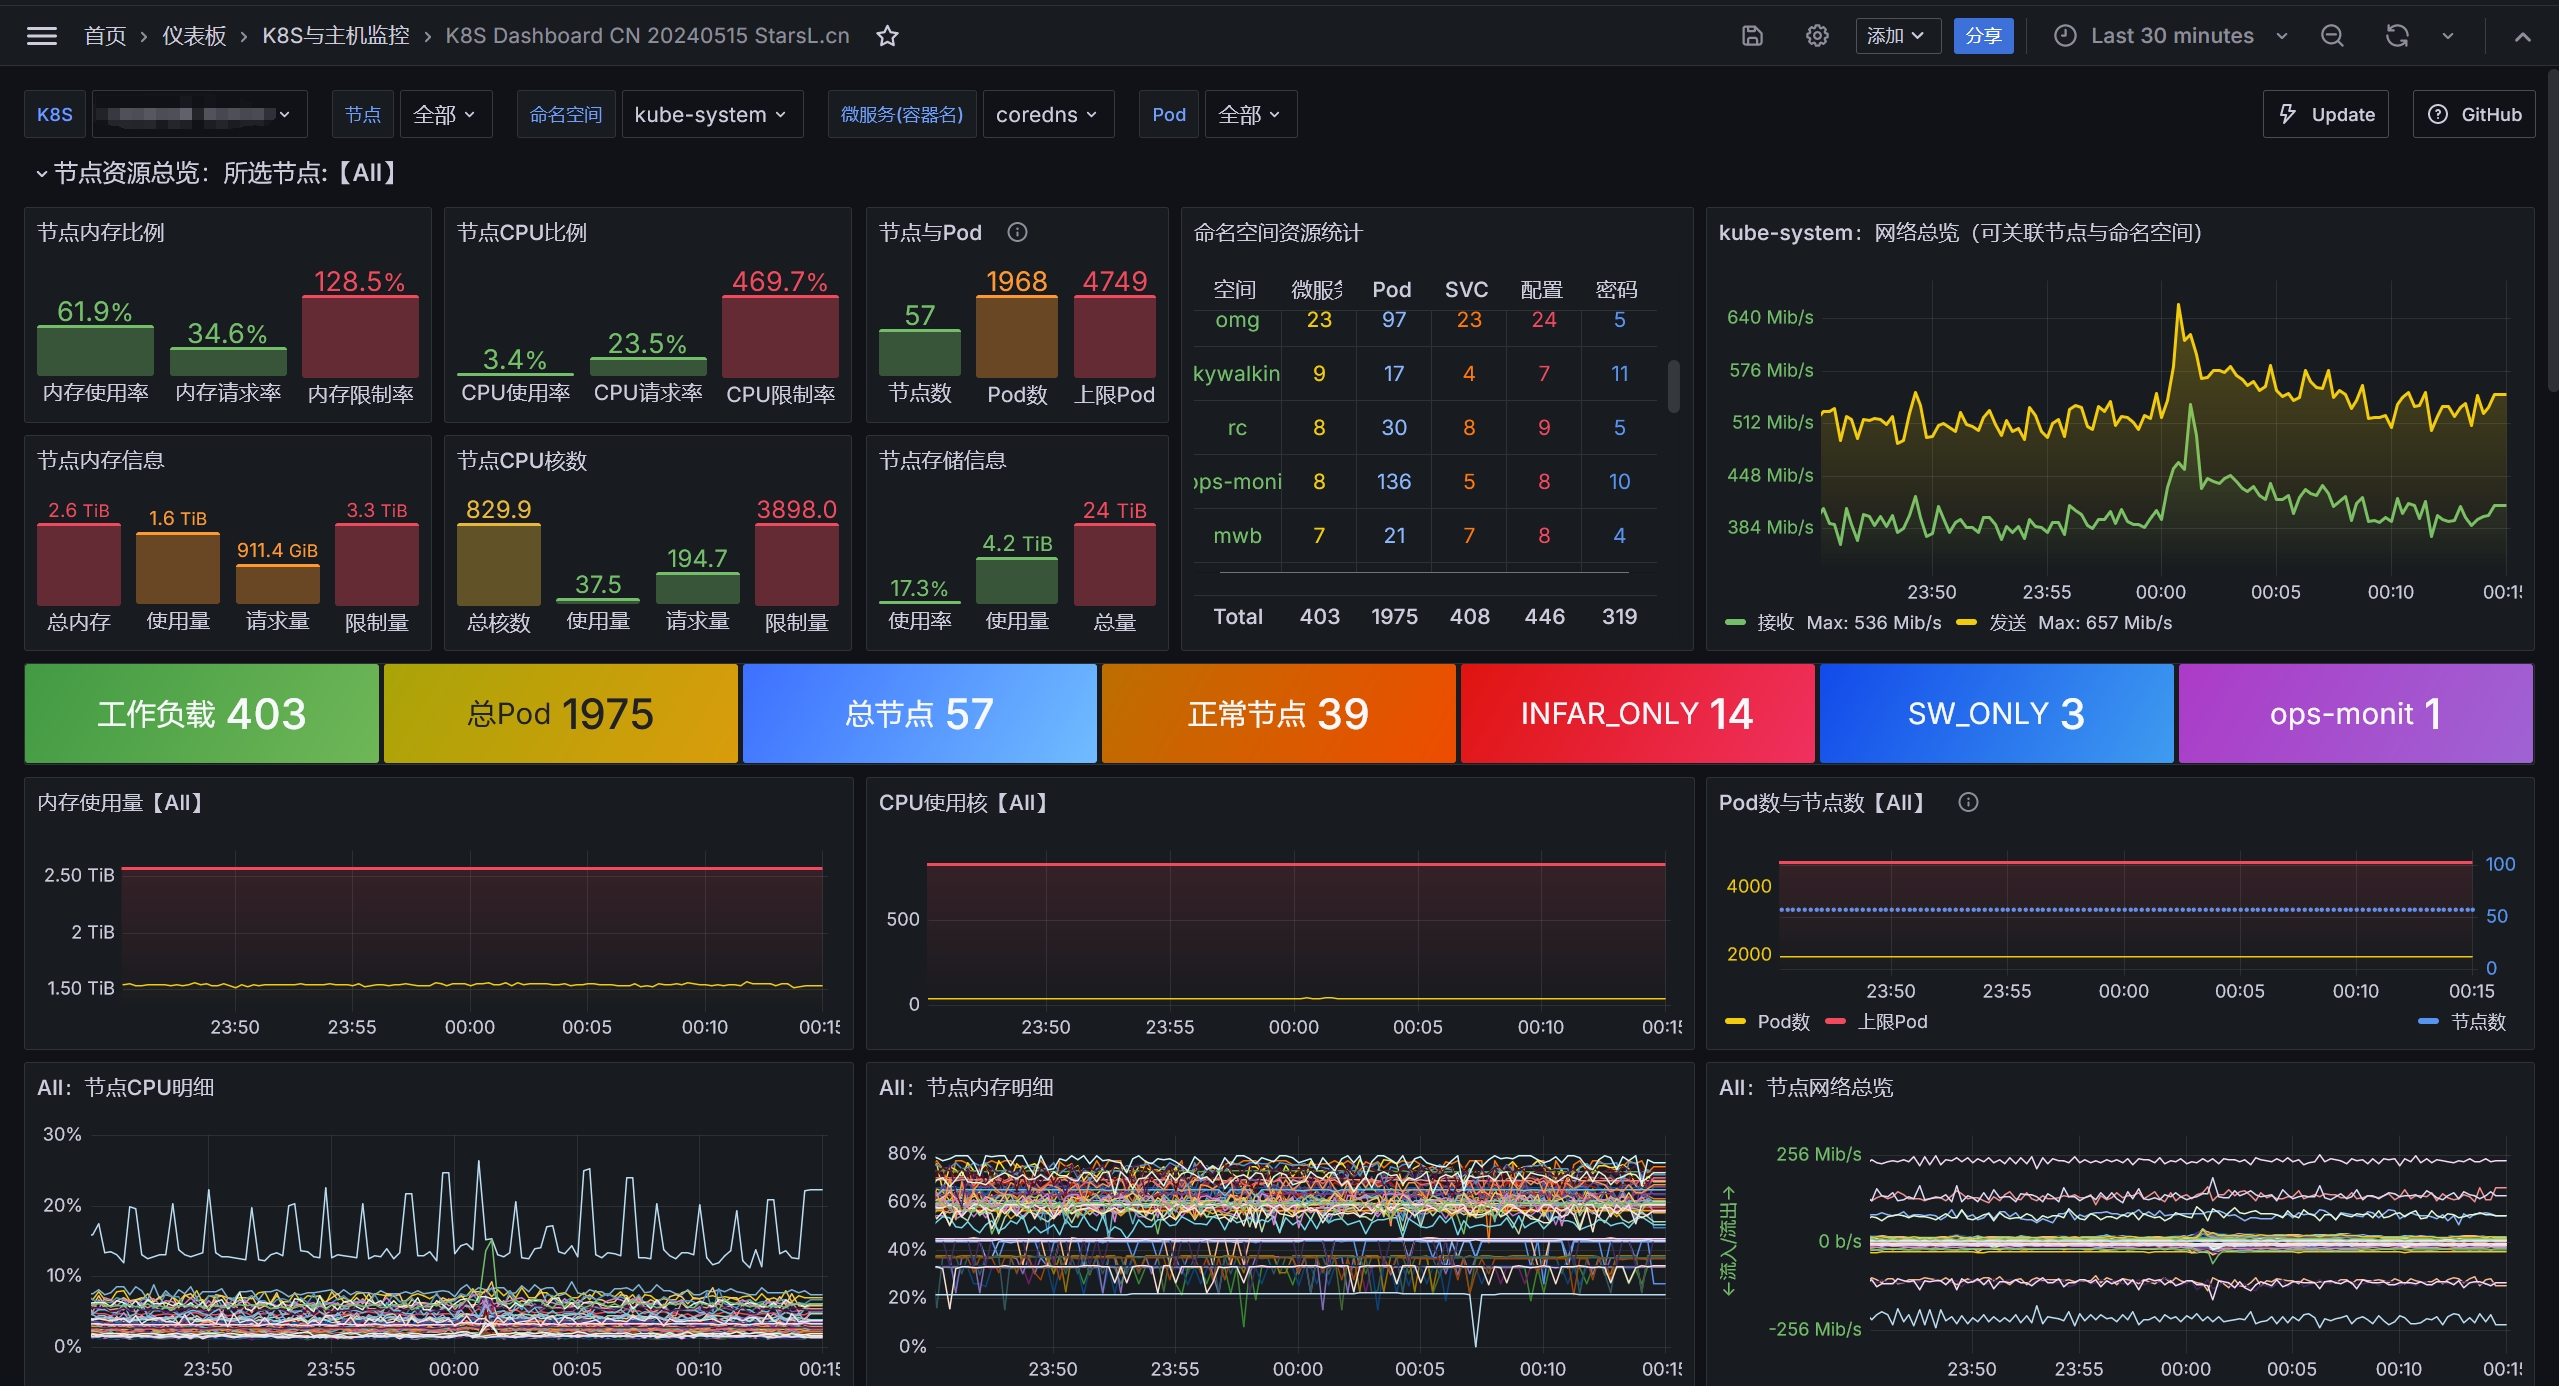 首页 › 仪表板 › K8S与主机监控 › K8S Dashboard CN 20240515 StarsL.cn
添加
分享
Last 30 minutes
K8S
节点 全部
命名空间 kube-system
微服务(容器名) coredns
Pod 全部
Update
GitHub
节点资源总览：所选节点:【All】
节点内存比例
61.9% 34.6% 128.5%
内存使用率 内存请求率 内存限制率
节点CPU比例
3.4% 23.5% 469.7%
CPU使用率 CPU请求率 CPU限制率
节点与Pod
57 1968 4749
节点数 Pod数 上限Pod
节点内存信息
2.6 TiB 1.6 TiB 911.4 GiB 3.3 TiB
总内存 使用量 请求量 限制量
节点CPU核数
829.9 37.5 194.7 3898.0
总核数 使用量 请求量 限制量
节点存储信息
17.3% 4.2 TiB 24 TiB
使用率 使用量 总量
命名空间资源统计
空间 微服务 Pod SVC 配置 密码
omg 23 97 23 24 5
kywalkin 9 17 4 7 11
rc 8 30 8 9 5
ops-moni 8 136 5 8 10
mwb 7 21 7 8 4
Total 403 1975 408 446 319
kube-system：网络总览（可关联节点与命名空间）
640 Mib/s
576 Mib/s
512 Mib/s
448 Mib/s
384 Mib/s
23:50 23:55 00:00 00:05 00:10 00:15
接收 Max: 536 Mib/s 发送 Max: 657 Mib/s
工作负载 403
总Pod 1975
总节点 57
正常节点 39
INFAR_ONLY 14
SW_ONLY 3
ops-monit 1
内存使用量【All】
2.50 TiB
2 TiB
1.50 TiB
23:50 23:55 00:00 00:05 00:10 00:15
CPU使用核【All】
500
0
23:50 23:55 00:00 00:05 00:10 00:15
Pod数与节点数【All】
4000
2000
100
50
0
23:50 23:55 00:00 00:05 00:10 00:15
Pod数 上限Pod 节点数
All：节点CPU明细
30%
20%
10%
0%
23:50 23:55 00:00 00:05 00:10 00:15
All：节点内存明细
80%
60%
40%
20%
0%
23:50 23:55 00:00 00:05 00:10 00:15
All：节点网络总览
←流入/流出→
256 Mib/s
0 b/s
-256 Mib/s
23:50 23:55 00:00 00:05 00:10 00:15